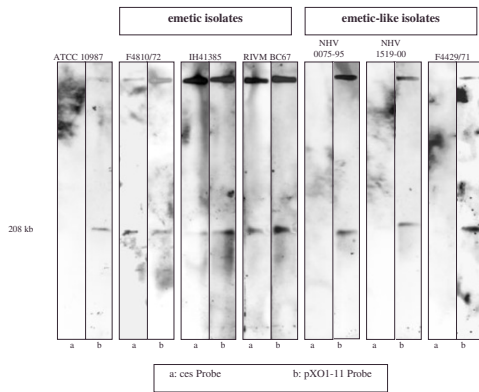 emetic isolates emetic-like isolates
ATCC 10987 F4810/72 IH41385 RIVM BC67 NHV 0075-95 NHV 1519-00 F4429/71
208 kb
a b a b a b a b a b a b a b
a: ces Probe b: pXO1-11 Probe